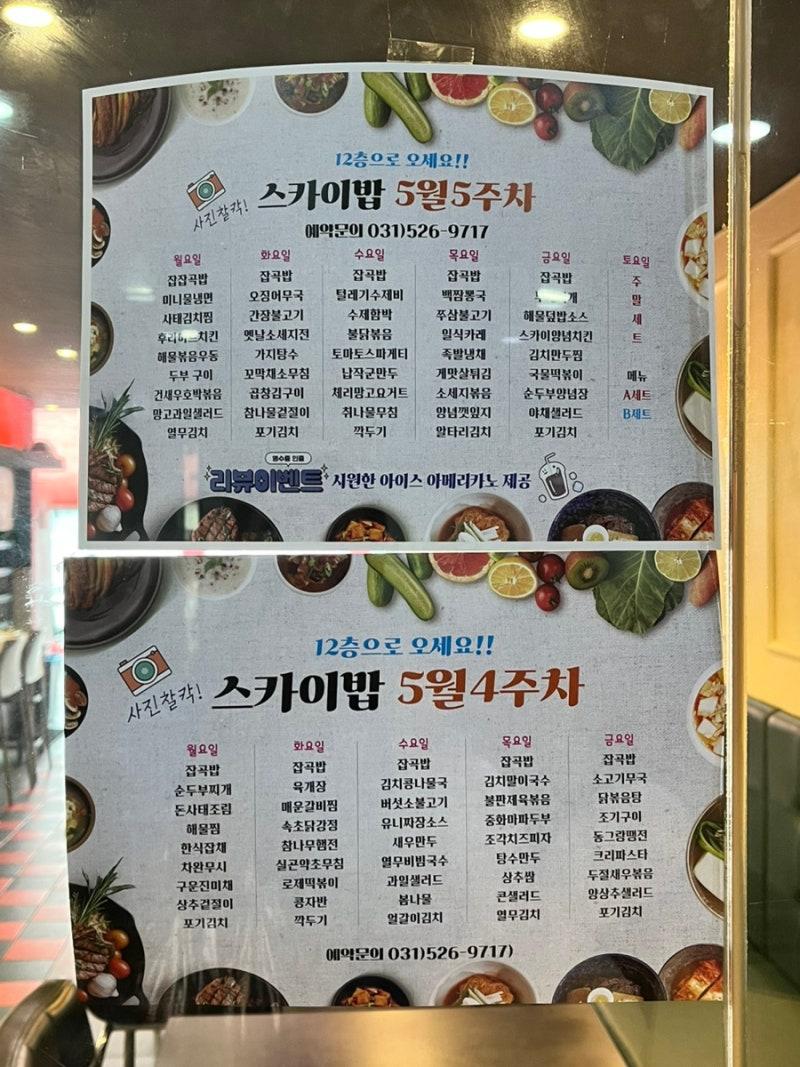 12층으로 오세요!!
사진찰칵!
스카이밥 5월5주차
예약문의 031)526-9717
월요일 화요일 수요일 목요일 금요일 토요일
잡잡곡밥 잡곡밥 잡곡밥 잡곡밥 잡곡밥 주
미니물냉면 오징어무국 털레기수제비 백짬뽕국 말
사태김치찜 간장불고기 수제함박 쭈삼불고기 해물덮밥소스 세
후라이드치킨 옛날소세지전 불닭볶음 일식카레 스카이양념치킨 트
해물볶음우동 가지탕수 토마토스파게티 족발냉채 김치만두찜
두부 구이 꼬막채소무침 납작군만두 게맛살튀김 국물떡볶이 메뉴
건새우호박볶음 곱창김구이 체리망고요거트 소세지볶음 순두부양념장 A세트
망고과일샐러드 참나물겉절이 취나물무침 양념깻잎지 야채샐러드 B세트
열무김치 포기김치 깍두기 알타리김치 포기김치
영수증 인증
리뷰이벤트 시원한 아이스 아메리카노 제공
12층으로 오세요!!
사진찰칵!
스카이밥 5월4주차
월요일 화요일 수요일 목요일 금요일
잡곡밥 잡곡밥 잡곡밥 잡곡밥 잡곡밥
순두부찌개 육개장 김치콩나물국 김치말이국수 소고기무국
돈사태조림 매운갈비찜 버섯소불고기 불판제육볶음 닭볶음탕
해물찜 속초닭강정 유니짜장소스 중화마파두부 조기구이
한식잡채 참나무햄전 새우만두 조각치즈피자 동그랑땡전
차완무시 실곤약초무침 열무비빔국수 탕수만두 크리파스타
구운진미채 로제떡볶이 과일샐러드 상추쌈 두절새우볶음
상추겉절이 콩자반 봄나물 콘샐러드 양상추샐러드
포기김치 깍두기 얼갈이김치 열무김치 포기김치
예약문의 031)526-9717)